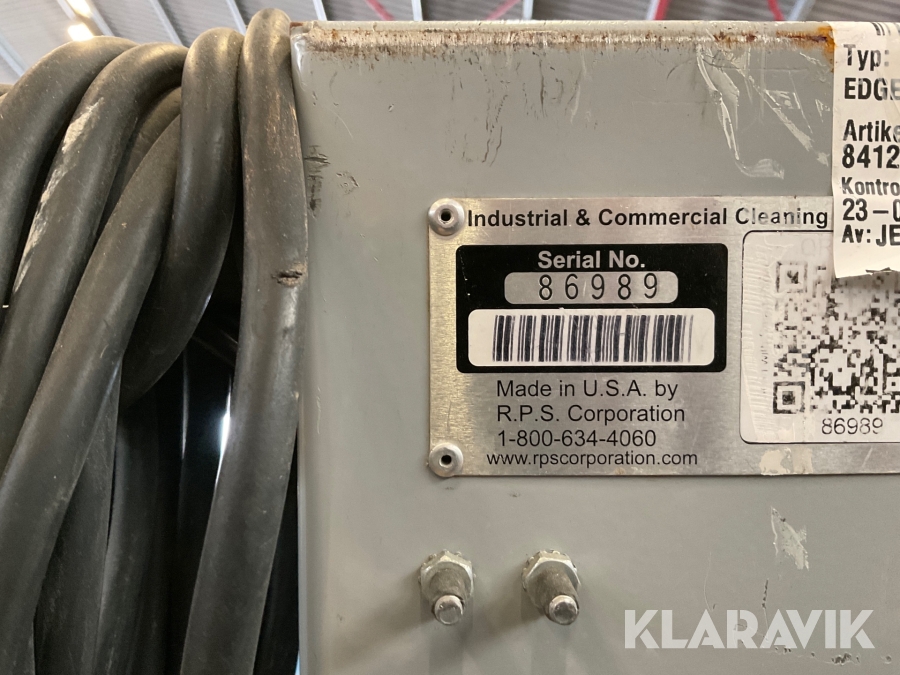 Typ:
EDGE
Artike
8412
Kontro
23-0
Av: JE
Industrial & Commercial Cleaning
Serial No.
86989
Made in U.S.A. by
R.P.S. Corporation
1-800-634-4060
www.rpscorporation.com
86989
KLARAVIK